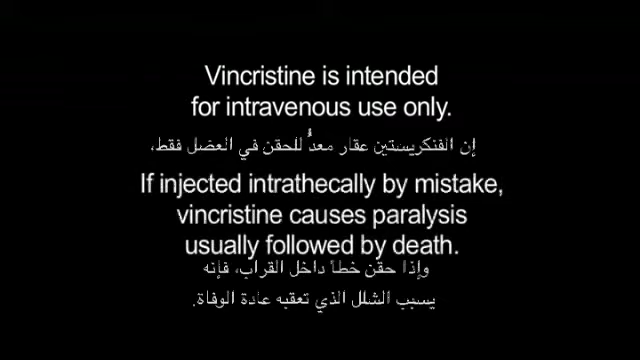 Vincristine is intended
for intravenous use only.
إن الفنكريستين عقار معدٌّ للحقن في العضل فقط،
If injected intrathecally by mistake,
vincristine causes paralysis
usually followed by death.
وإذا حقن خطأ داخل القراب، فإنه
يسبب الشلل الذي تعقبه عادة الوفاة.